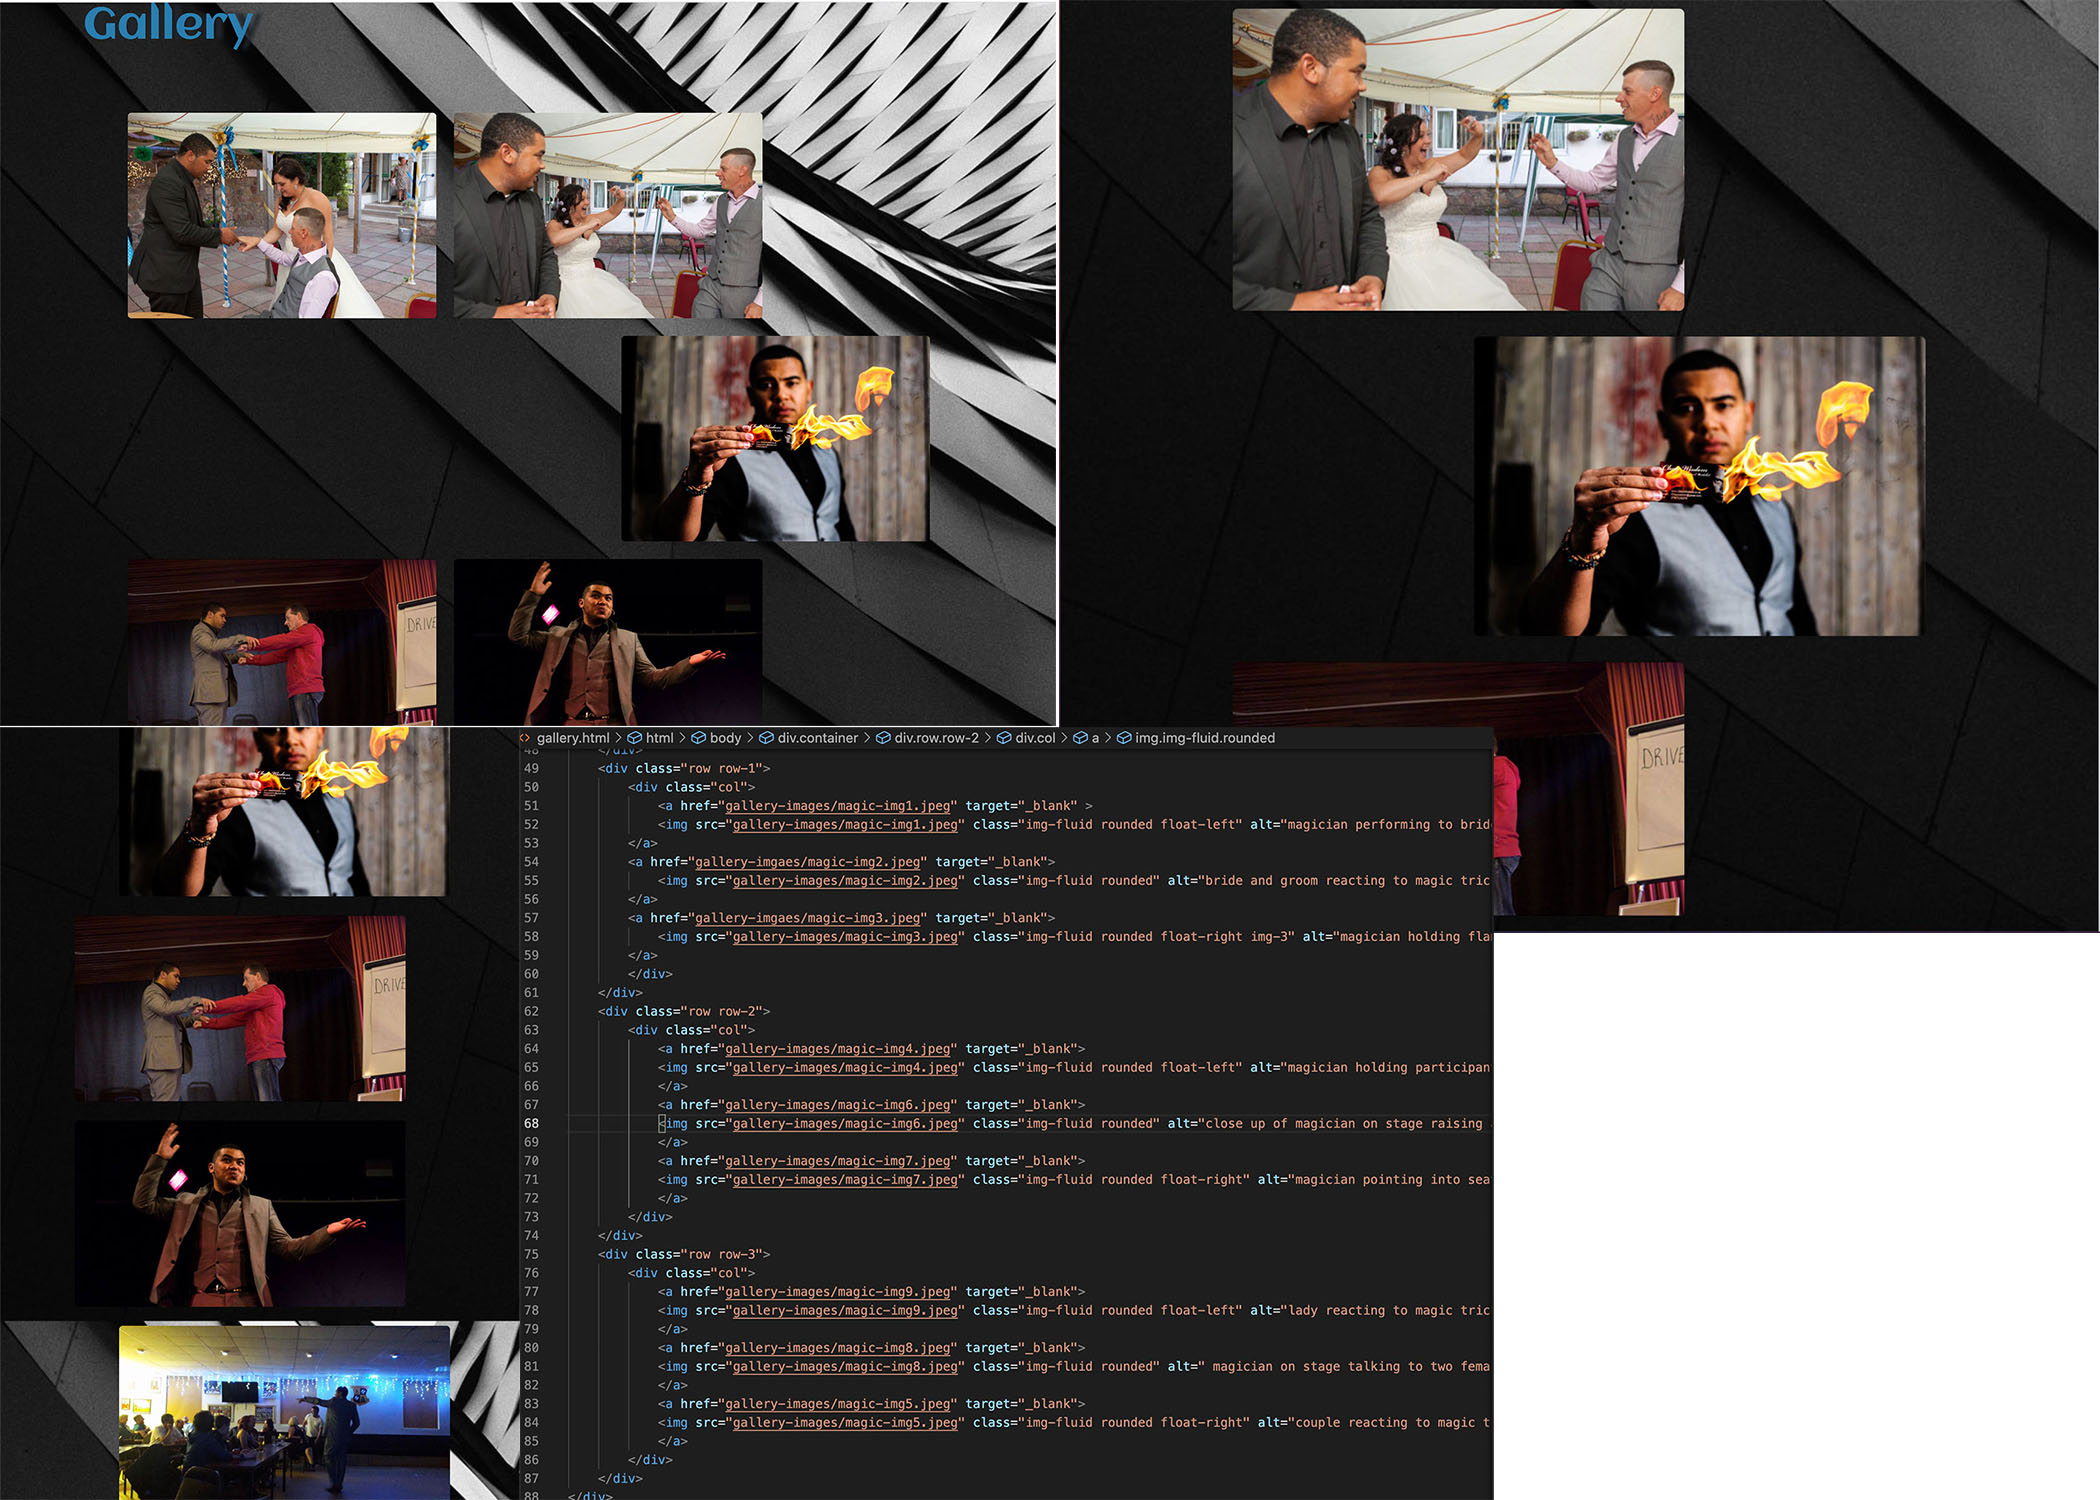 Gallery
DRIVE
DRIVE
DRIVE
gallery.html > html > body > div.container > div.row.row-2 > div.col > a > img.img-fluid.rounded
48 </div>
49 <div class="row row-1">
50 <div class="col">
51 <a href="gallery-images/magic-img1.jpeg" target="_blank" >
52 <img src="gallery-images/magic-img1.jpeg" class="img-fluid rounded float-left" alt="magician performing to brid
53 </a>
54 <a href="gallery-imgaes/magic-img2.jpeg" target="_blank">
55 <img src="gallery-images/magic-img2.jpeg" class="img-fluid rounded" alt="bride and groom reacting to magic tric
56 </a>
57 <a href="gallery-imgaes/magic-img3.jpeg" target="_blank">
58 <img src="gallery-images/magic-img3.jpeg" class="img-fluid rounded float-right img-3" alt="magician holding fla
59 </a>
60 </div>
61 </div>
62 <div class="row row-2">
63 <div class="col">
64 <a href="gallery-images/magic-img4.jpeg" target="_blank">
65 <img src="gallery-images/magic-img4.jpeg" class="img-fluid rounded float-left" alt="magician holding participan
66 </a>
67 <a href="gallery-images/magic-img6.jpeg" target="_blank">
68 <img src="gallery-images/magic-img6.jpeg" class="img-fluid rounded" alt="close up of magician on stage raising
69 </a>
70 <a href="gallery-images/magic-img7.jpeg" target="_blank">
71 <img src="gallery-images/magic-img7.jpeg" class="img-fluid rounded float-right" alt="magician pointing into sea
72 </a>
73 </div>
74 </div>
75 <div class="row row-3">
76 <div class="col">
77 <a href="gallery-images/magic-img9.jpeg" target="_blank">
78 <img src="gallery-images/magic-img9.jpeg" class="img-fluid rounded float-left" alt="lady reacting to magic tric
79 </a>
80 <a href="gallery-images/magic-img8.jpeg" target="_blank">
81 <img src="gallery-images/magic-img8.jpeg" class="img-fluid rounded" alt=" magician on stage talking to two fema
82 </a>
83 <a href="gallery-images/magic-img5.jpeg" target="_blank">
84 <img src="gallery-images/magic-img5.jpeg" class="img-fluid rounded float-right" alt="couple reacting to magic t
85 </a>
86 </div>
87 </div>
88 </div>